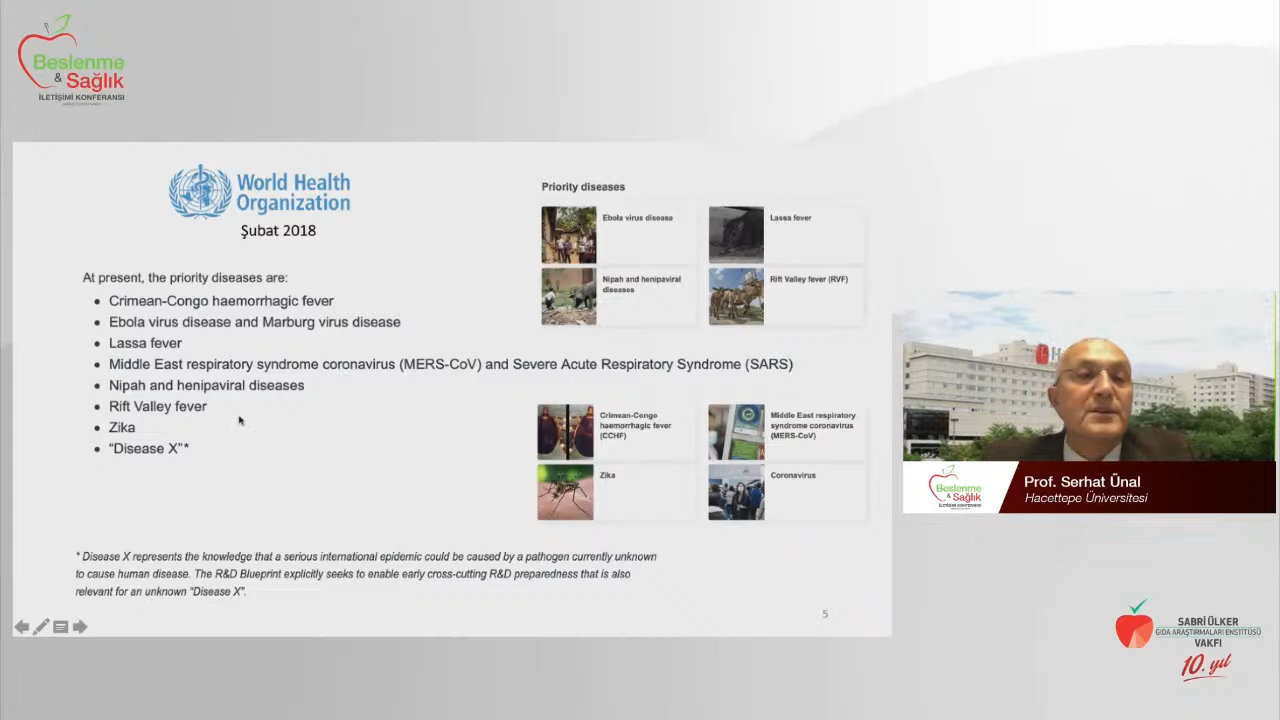 Beslenme
& Sağlık
İLETİŞİMİ KONFERANSI
World Health
Organization
Şubat 2018
At present, the priority diseases are:
• Crimean-Congo haemorrhagic fever
• Ebola virus disease and Marburg virus disease
• Lassa fever
• Middle East respiratory syndrome coronavirus (MERS-CoV) and Severe Acute Respiratory Syndrome (SARS)
• Nipah and henipaviral diseases
• Rift Valley fever
• Zika
• “Disease X”*
Priority diseases
Ebola virus disease
Lassa fever
Nipah and henipaviral
diseases
Rift Valley fever (RVF)
Crimean-Congo
haemorrhagic fever
(CCHF)
Middle East respiratory
syndrome coronavirus
(MERS-CoV)
Zika
Coronavirus
* Disease X represents the knowledge that a serious international epidemic could be caused by a pathogen currently unknown
to cause human disease. The R&D Blueprint explicitly seeks to enable early cross-cutting R&D preparedness that is also
relevant for an unknown “Disease X”.
5
Beslenme
& Sağlık
İLETİŞİMİ KONFERANSI
Prof. Serhat Ünal
Hacettepe Üniversitesi
SABRİ ÜLKER
GIDA ARAŞTIRMALARI ENSTİTÜSÜ
VAKFI
10. yıl